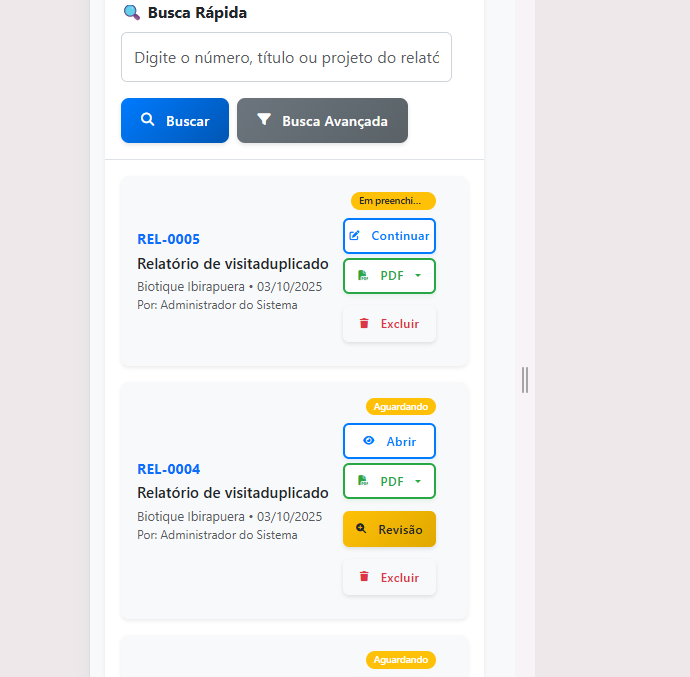 Busca Rápida
Digite o número, título ou projeto do relató
Buscar
Busca Avançada
Em preenchi...
REL-0005
Relatório de visitaduplicado
Biotique Ibirapuera • 03/10/2025
Por: Administrador do Sistema
Continuar
PDF
Excluir
Aguardando
REL-0004
Relatório de visitaduplicado
Biotique Ibirapuera • 03/10/2025
Por: Administrador do Sistema
Abrir
PDF
Revisão
Excluir
Aguardando